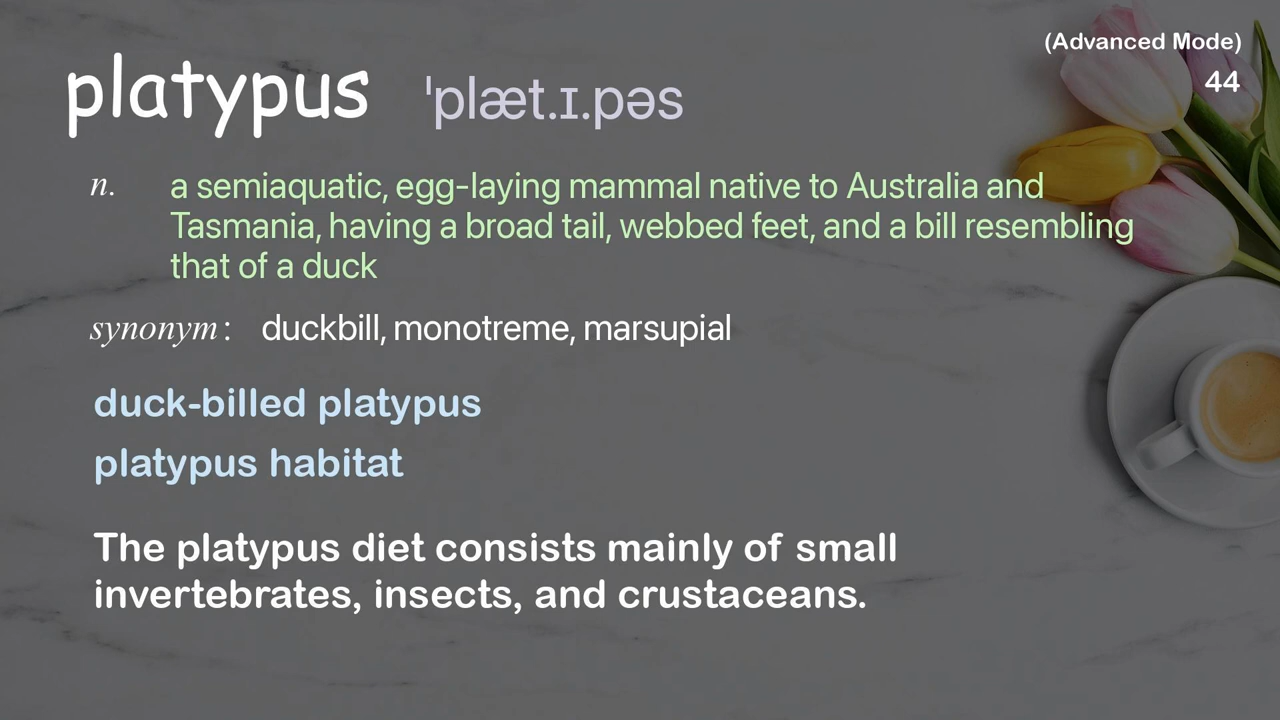 (Advanced Mode)
44
platypus ˈplæt.ɪ.pəs
n. a semiaquatic, egg-laying mammal native to Australia and
Tasmania, having a broad tail, webbed feet, and a bill resembling
that of a duck
synonym: duckbill, monotreme, marsupial
duck-billed platypus
platypus habitat
The platypus diet consists mainly of small
invertebrates, insects, and crustaceans.